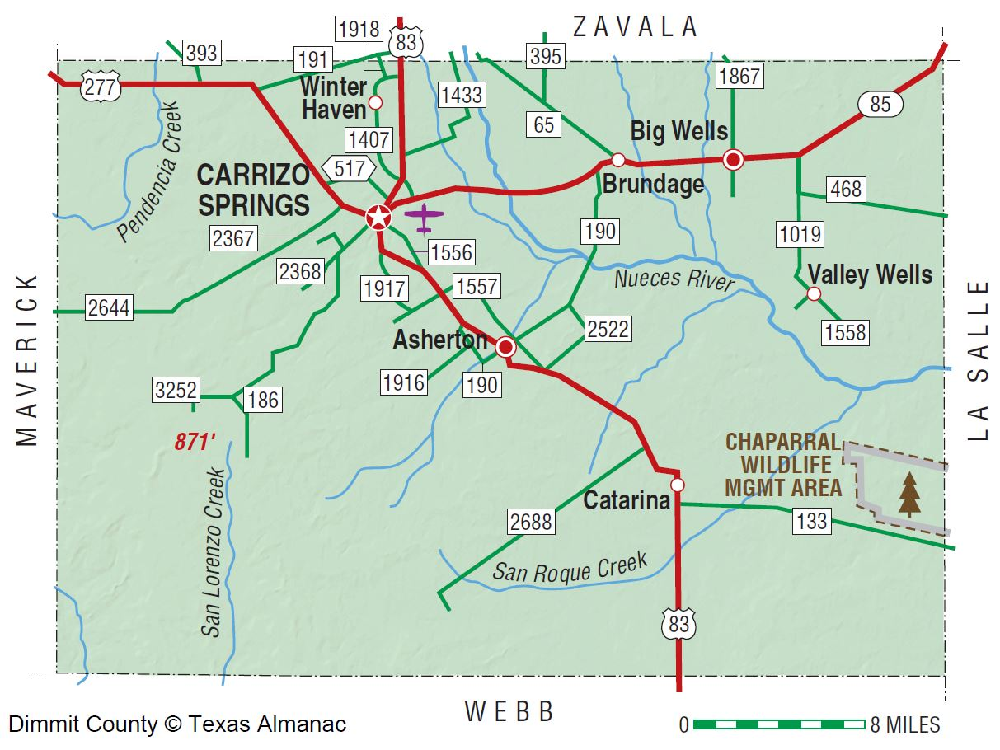 ZAVALA
1918
83
393
191
395
277
1867
Winter
Haven
1433
85
65
Big Wells
Pendencia Creek
1407
517
CARRIZO
SPRINGS
Brundage
468
2367
190
1019
1556
2368
Nueces River
Valley Wells
1917
1557
MAVERICK
LA SALLE
2644
2522
1558
Asherton
1916
190
3252
186
871'
CHAPARRAL
WILDLIFE
MGMT AREA
San Lorenzo Creek
Catarina
2688
133
San Roque Creek
83
WEBB
Dimmit County © Texas Almanac
0 8 MILES